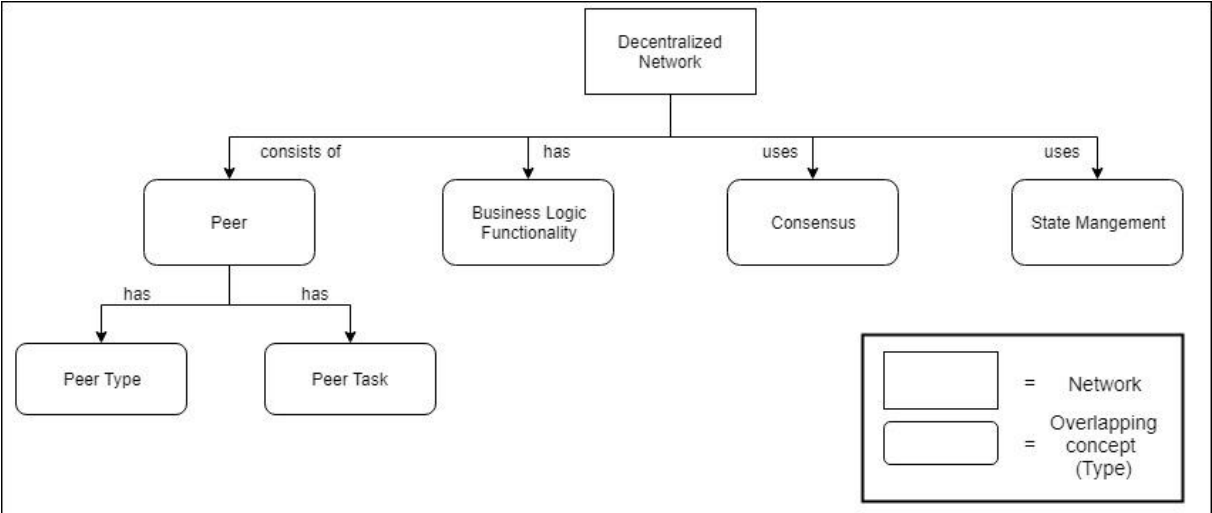 Decentralized
Network
consists of
has
uses
uses
Peer
Business Logic
Functionality
Consensus
State Mangement
has
has
Peer Type
Peer Task
= Network
= Overlapping
concept
(Type)